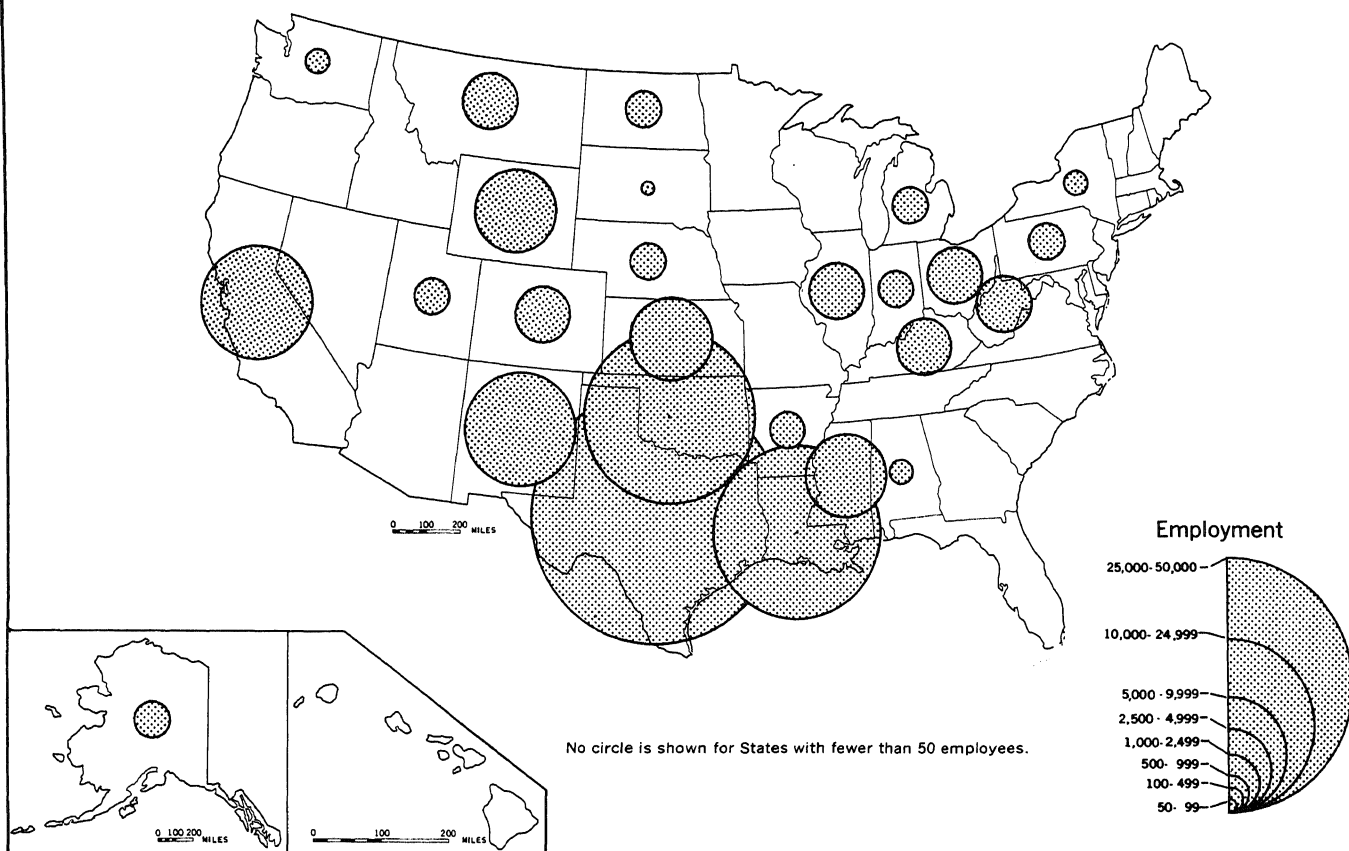 0 100 200 MILES
Employment
25,000-50,000
10,000-24,999
5,000-9,999
2,500-4,999
1,000-2,499
500-999
100-499
50-99
No circle is shown for States with fewer than 50 employees.
0 100 200 MILES
0 100 200 MILES